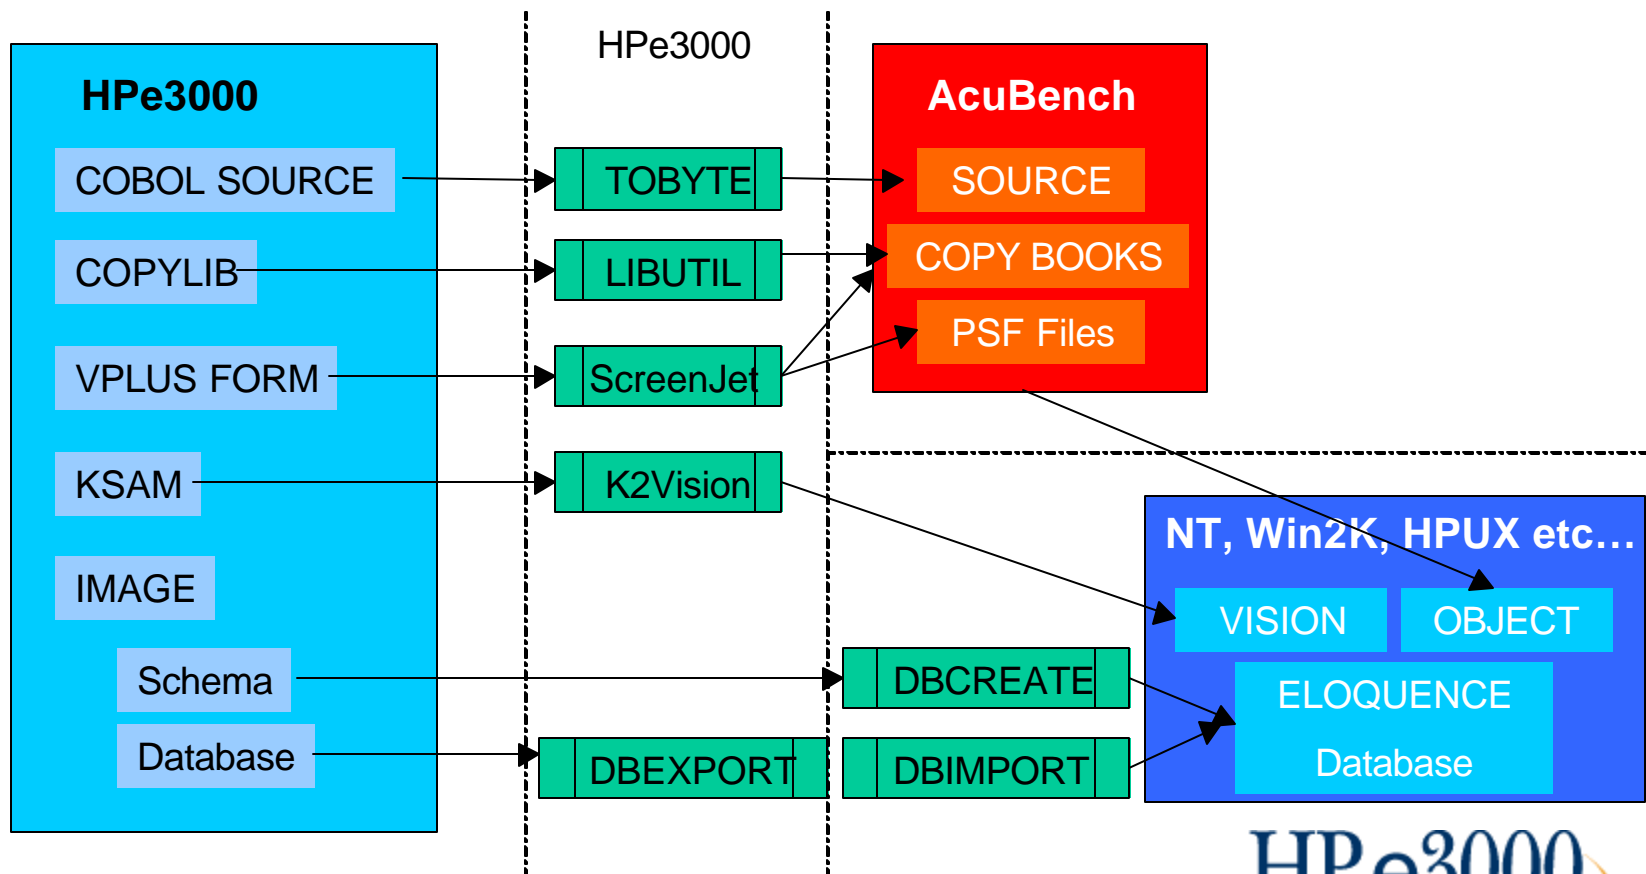 HPe3000
HPe3000
AcuBench
COBOL SOURCE
TOBYTE
SOURCE
COPYLIB
LIBUTIL
COPY BOOKS
VPLUS FORM
ScreenJet
PSF Files
KSAM
K2Vision
NT, Win2K, HPUX etc…
IMAGE
VISION
OBJECT
Schema
DBCREATE
ELOQUENCE
Database
Database
DBEXPORT
DBIMPORT
HPe3000